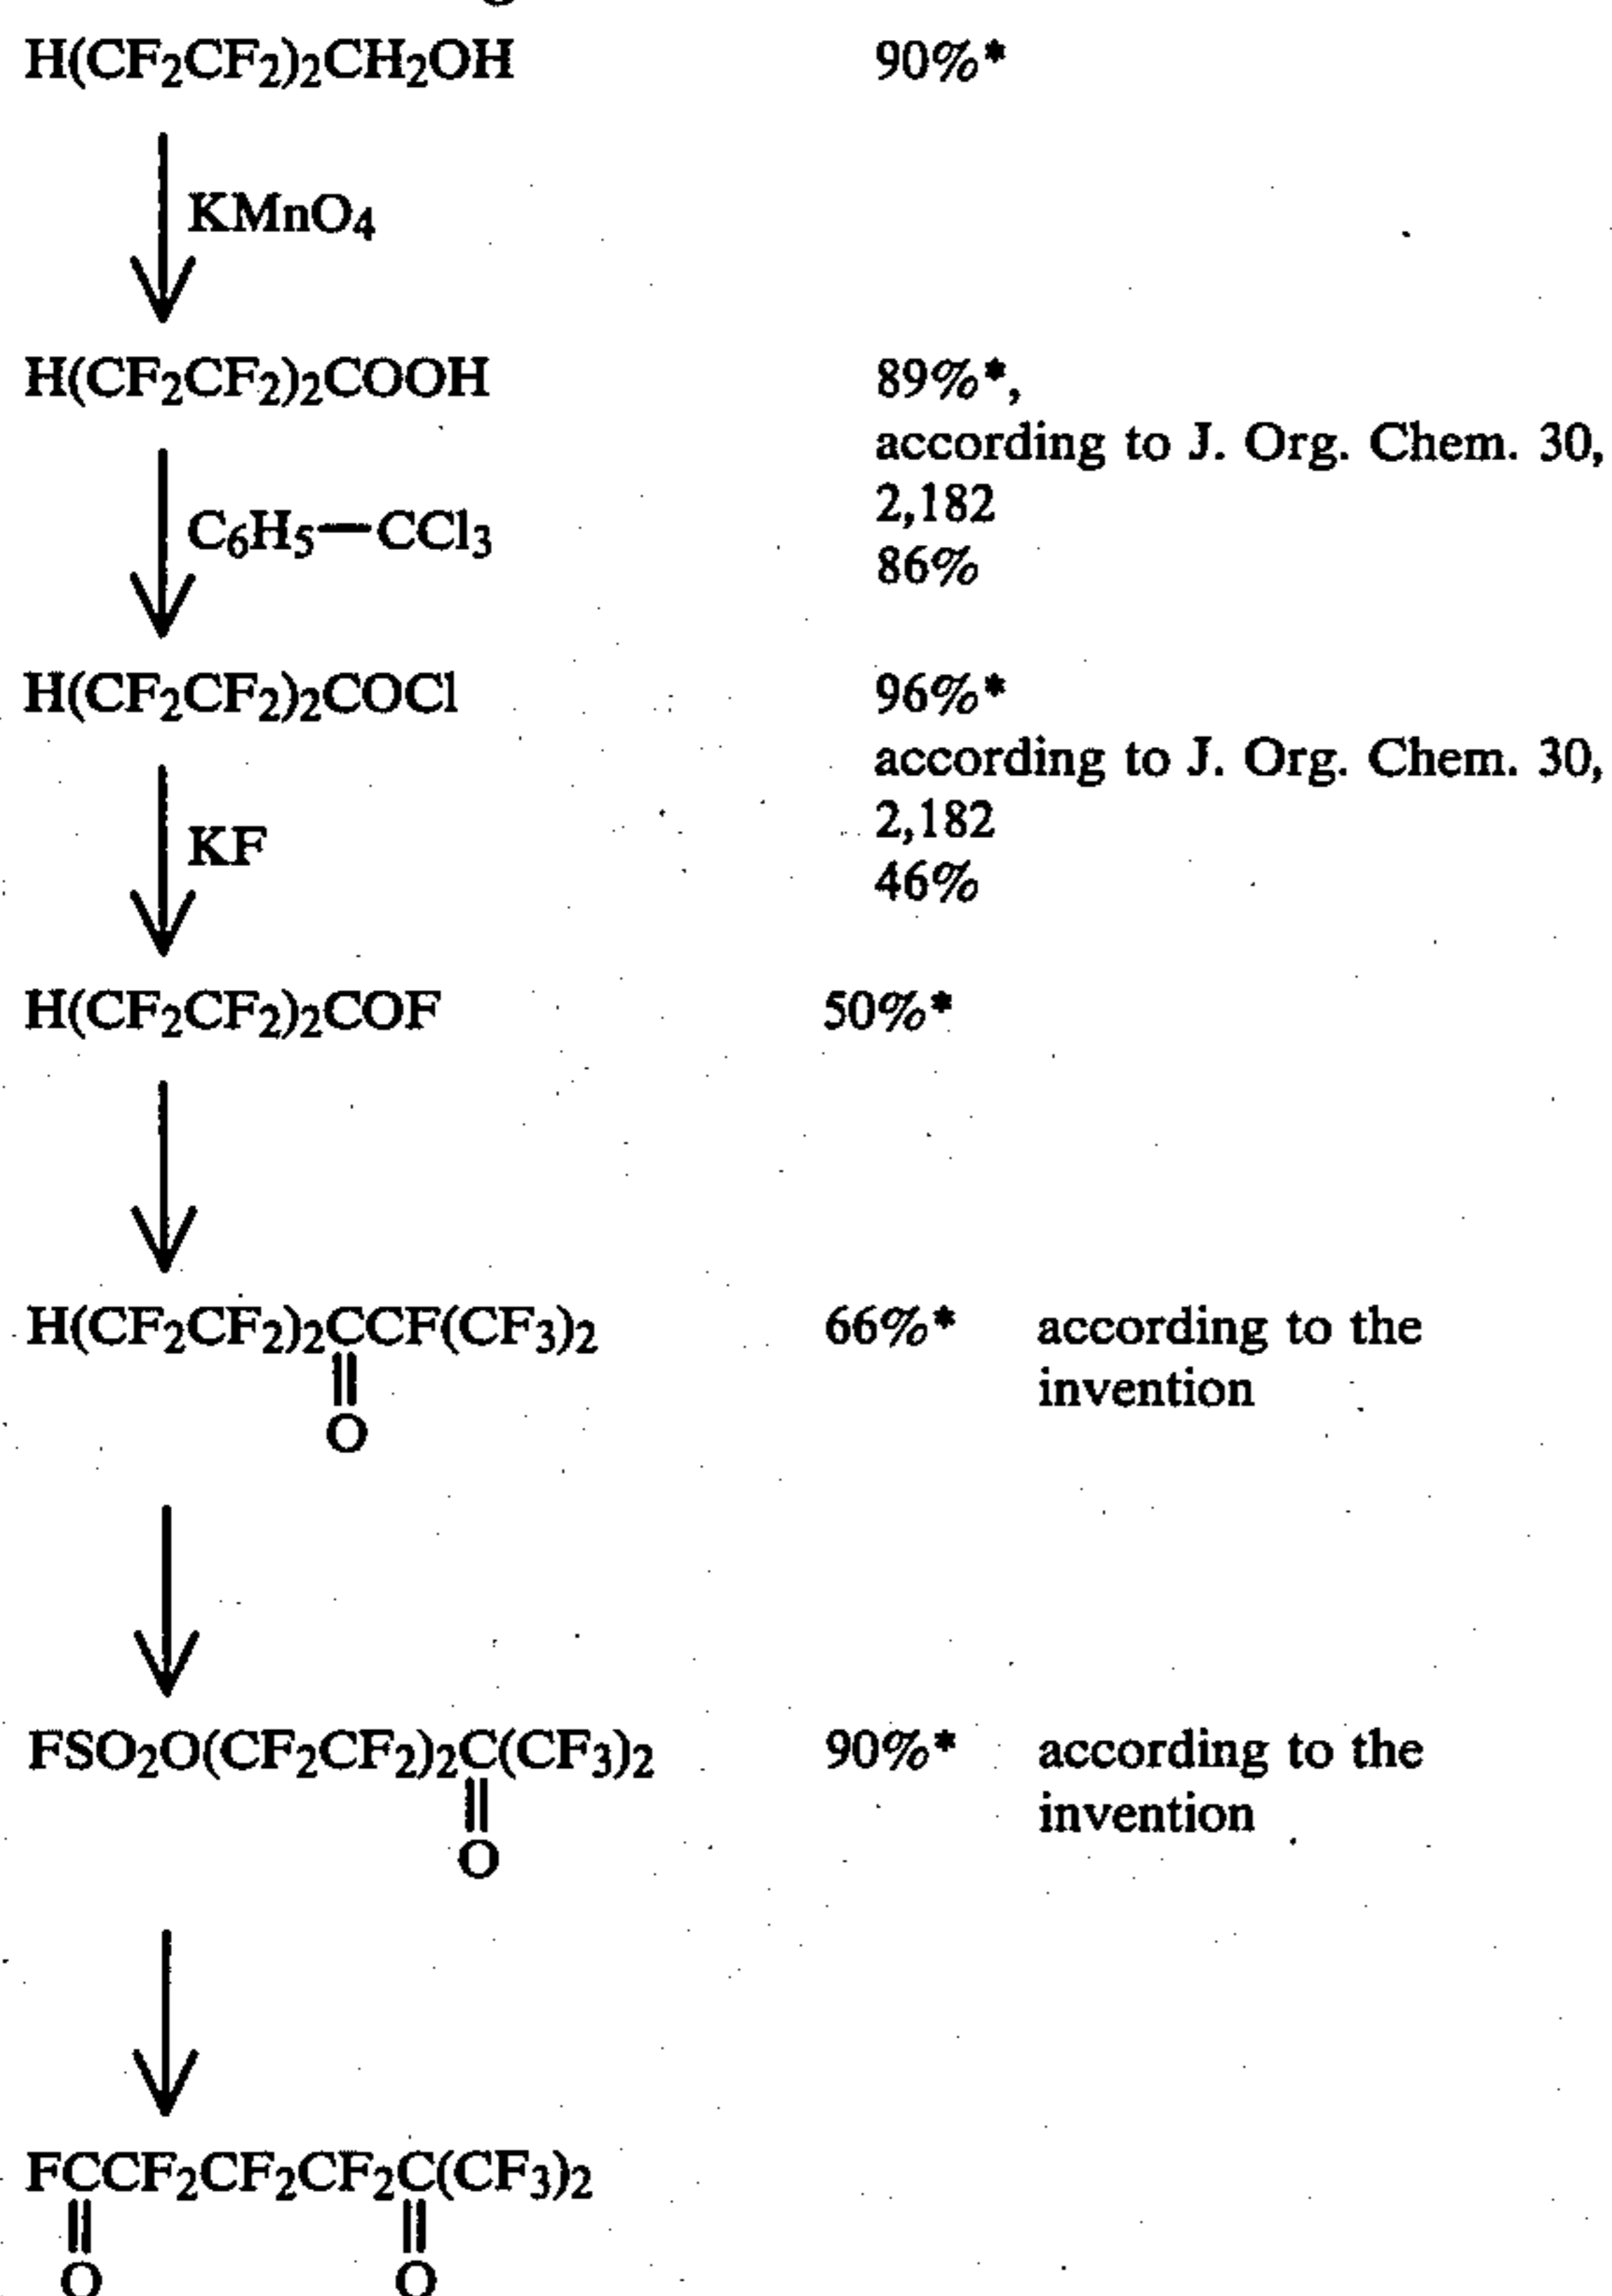 H(CF2CF2)2CH2OH 90%*
KMnO4
H(CF2CF2)2COOH 89%*,
according to J. Org. Chem. 30,
2,182
C6H5—CCl3
86%
H(CF2CF2)2COCl 96%*
according to J. Org. Chem. 30,
2,182
KF
46%
H(CF2CF2)2COF 50%*
H(CF2CF2)2CCF(CF3)2 66%* according to the
invention
O
FSO2O(CF2CF2)2C(CF3)2 90%* according to the
invention
O
FCCF2CF2CF2C(CF3)2
O O